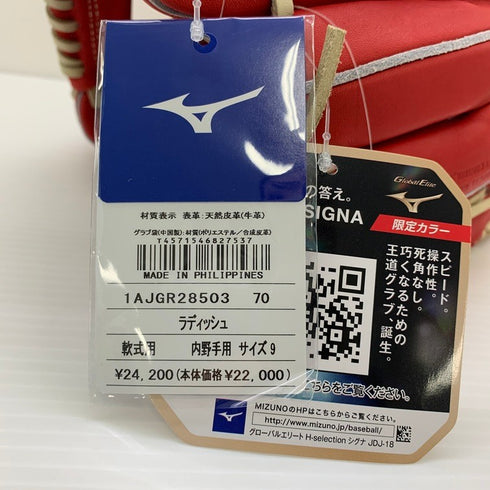 材質表示 表革:天然皮革(牛革)
グラブ袋(中国製):材質(ポリエステル/合成皮革)
T4571546827537
MADE IN PHILIPPINES
1AJGR28503 70
ラディッシュ
軟式用 内野手用 サイズ9
¥24,200(本体価格¥22,000)
GlobalElite
の答え。
SIGNA
限定カラー
スピード。
操作性。
死角なし。
巧くなるための
王道グラブ、誕生。
ちらをご覧ください。
MIZUNOのHPはこちらからご覧ください。
http://www.mizuno.jp/baseball/
グローバルエリート H-selection シグナ JDJ-18